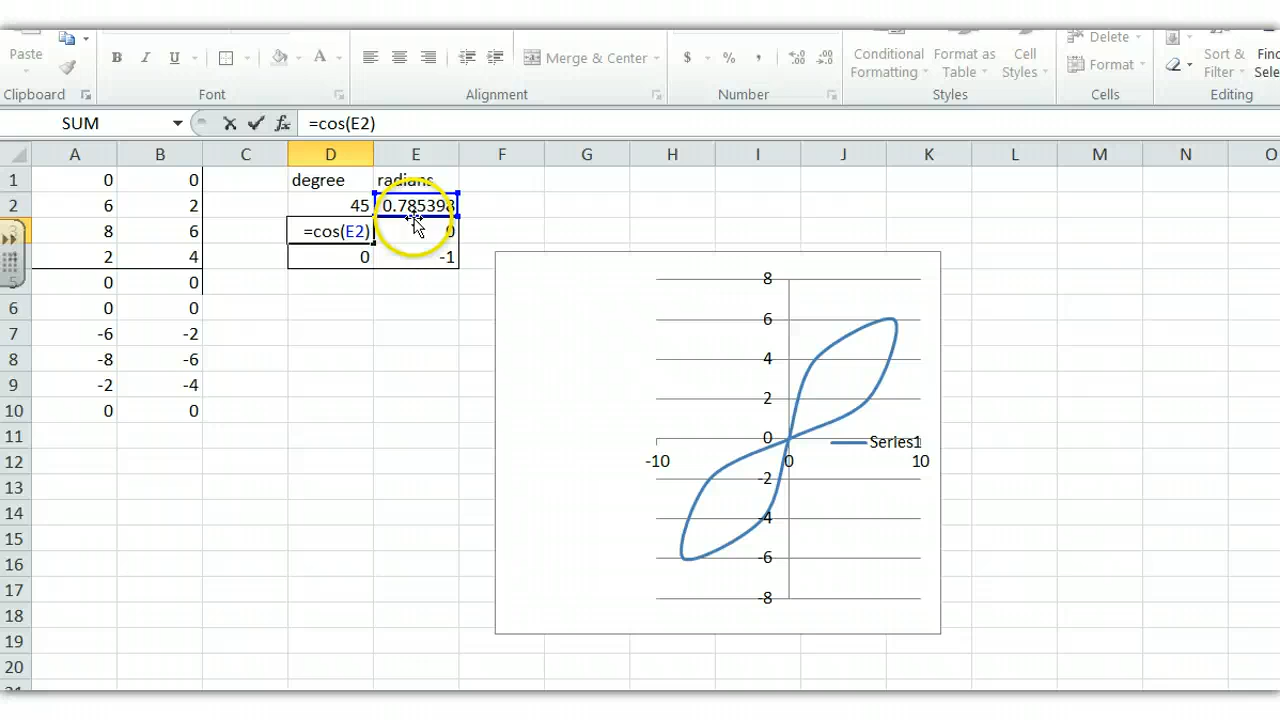 Paste
B I U A
Merge & Center
$ % ,
Conditional Formatting
Format as Table
Cell Styles
Delete
Format
Sort & Filter
Clipboard Font Alignment Number Styles Cells Editing
SUM fx =cos(E2)
A B C D E F G H I J K L M N O
1 0 0 degree radians
2 6 2 45 0.785398
3 8 6 =cos(E2) 0
4 2 4 0 -1
5 0 0
6 0 0
7 -6 -2
8 -8 -6
9 -2 -4
10 0 0
11
12
13
14
15
16
17
18
19
20
8
6
4
2
0
Series1
-10 0 10
-2
-4
-6
-8